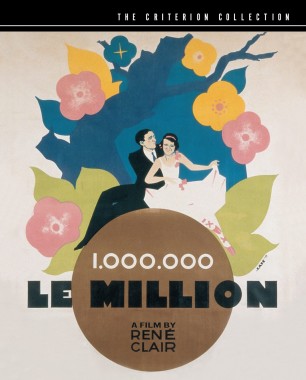 THE CRITERION COLLECTION
1.000.000
LE MILLION
A FILM BY
RENÉ
CLAIR